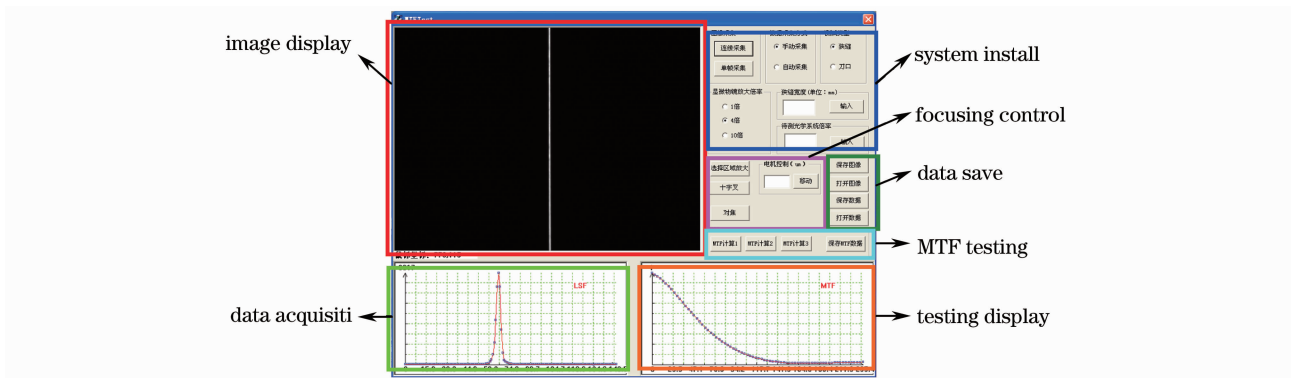 MTFTest
image display
system install
focusing control
data save
MTF testing
data acquisiti
testing display
连接采集
单帧采集
手动采集
自动采集
狭缝
刀口
显微物镜放大倍率
1倍
4倍
10倍
狭缝宽度(单位：mm)
输入
待测光学系统倍率
输入
选择区域放大
十字叉
对焦
电机控制(um)
移动
保存图像
打开图像
保存数据
打开数据
MTF计算1 MTF计算2 MTF计算3 保存MTF数据
LSF
MTF